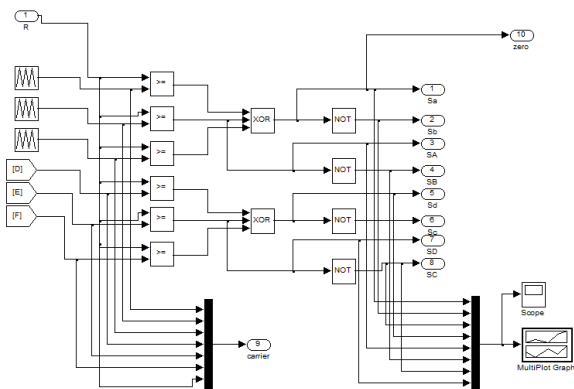 1
R
10
zero
>=
XOR
1
Sa
>=
NOT
2
Sb
3
SA
>=
[D]
NOT
4
SB
>=
[E]
5
Sd
[F]
>=
XOR
NOT
6
Sc
7
SD
>=
NOT
8
SC
Scope
9
carrier
MultiPlot Graph